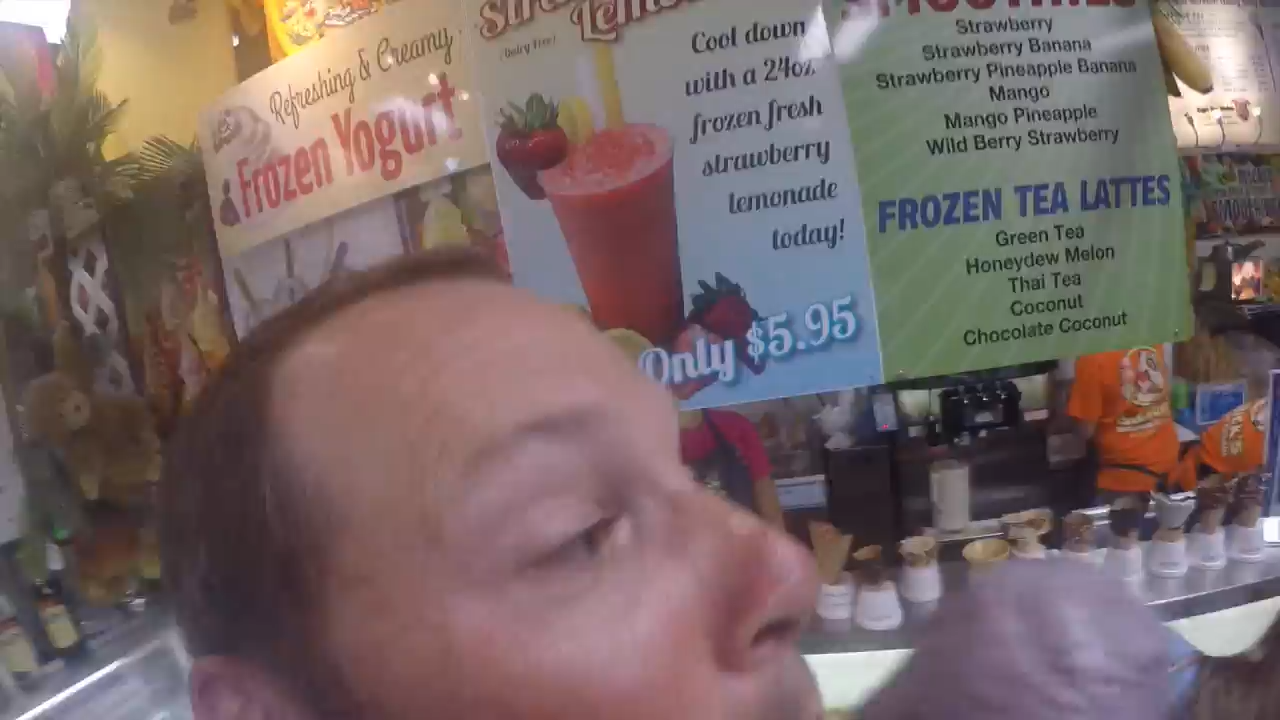 Refreshing & Creamy
Frozen Yogurt
(Dairy Free)
Cool down
with a 24oz
frozen fresh
strawberry
lemonade
today!
Only $5.95
SMOOTHIES
Strawberry
Strawberry Banana
Strawberry Pineapple Banana
Mango
Mango Pineapple
Wild Berry Strawberry
FROZEN TEA LATTES
Green Tea
Honeydew Melon
Thai Tea
Coconut
Chocolate Coconut